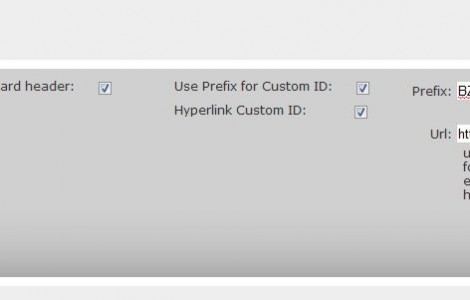 ard header: Use Prefix for Custom ID: Prefix: BZ
Hyperlink Custom ID:
Url: ht
u
fo
e
h